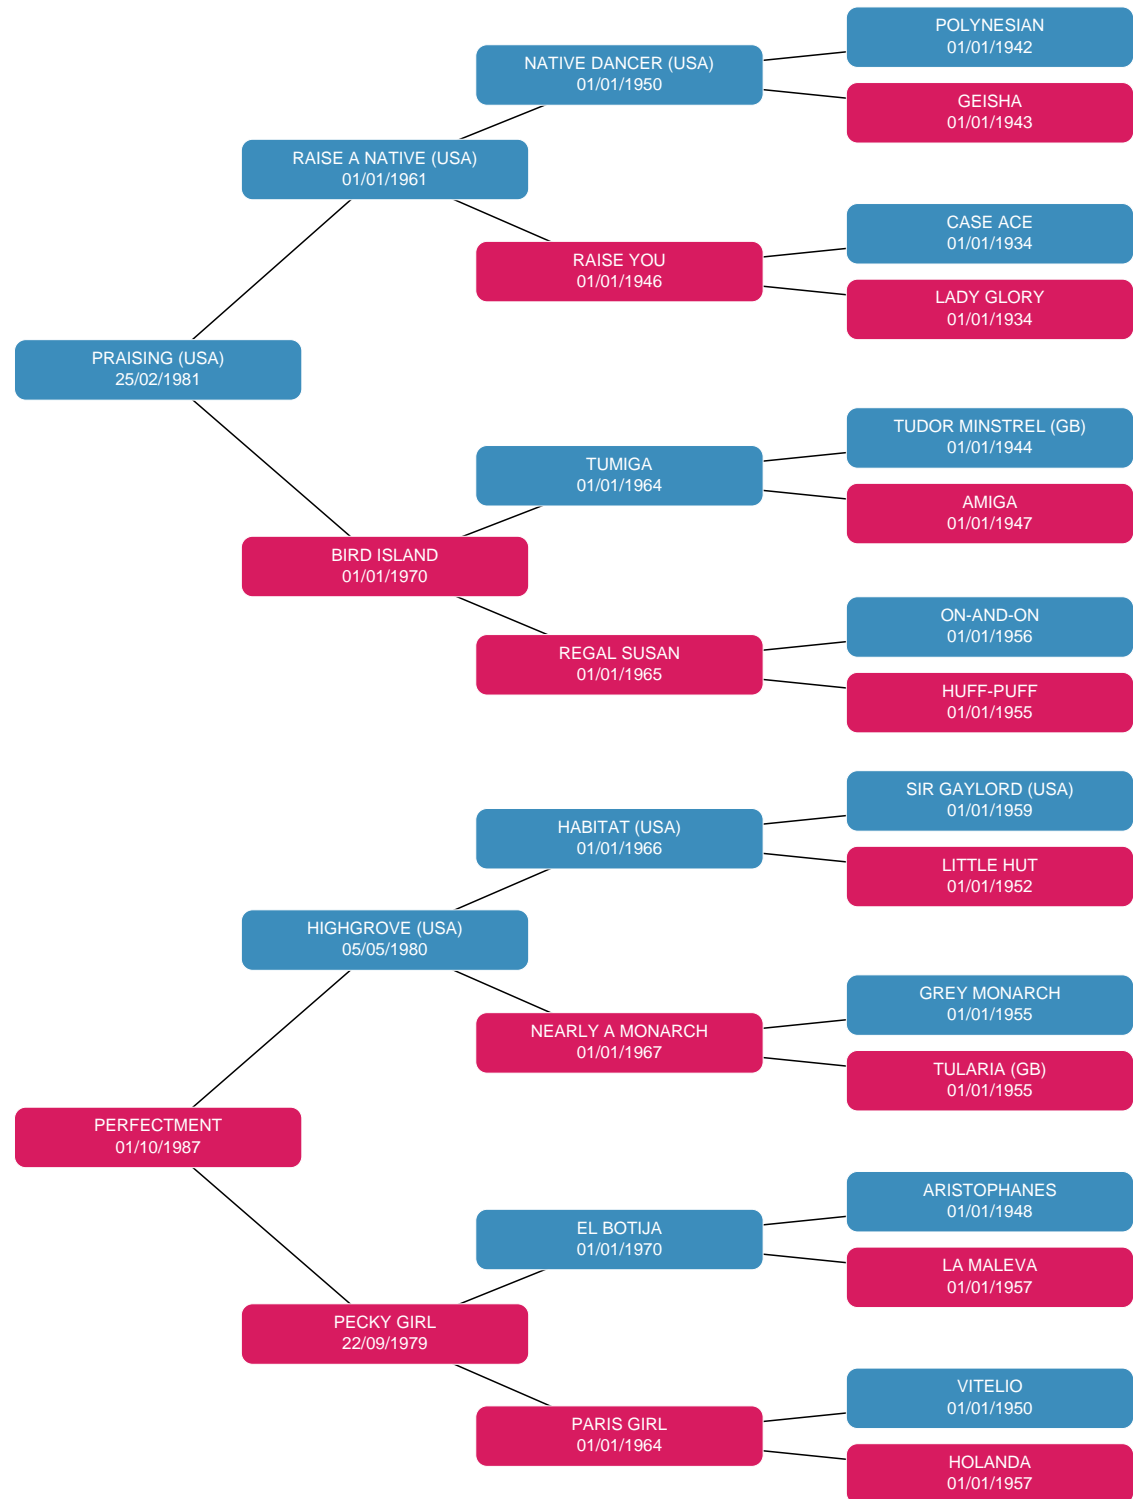 POLYNESIAN
01/01/1942
NATIVE DANCER (USA)
01/01/1950
GEISHA
01/01/1943
RAISE A NATIVE (USA)
01/01/1961
CASE ACE
01/01/1934
RAISE YOU
01/01/1946
LADY GLORY
01/01/1934
PRAISING (USA)
25/02/1981
TUDOR MINSTREL (GB)
01/01/1944
TUMIGA
01/01/1964
AMIGA
01/01/1947
BIRD ISLAND
01/01/1970
ON-AND-ON
01/01/1956
REGAL SUSAN
01/01/1965
HUFF-PUFF
01/01/1955
SIR GAYLORD (USA)
01/01/1959
HABITAT (USA)
01/01/1966
LITTLE HUT
01/01/1952
HIGHGROVE (USA)
05/05/1980
GREY MONARCH
01/01/1955
NEARLY A MONARCH
01/01/1967
TULARIA (GB)
01/01/1955
PERFECTMENT
01/10/1987
ARISTOPHANES
01/01/1948
EL BOTIJA
01/01/1970
LA MALEVA
01/01/1957
PECKY GIRL
22/09/1979
VITELIO
01/01/1950
PARIS GIRL
01/01/1964
HOLANDA
01/01/1957